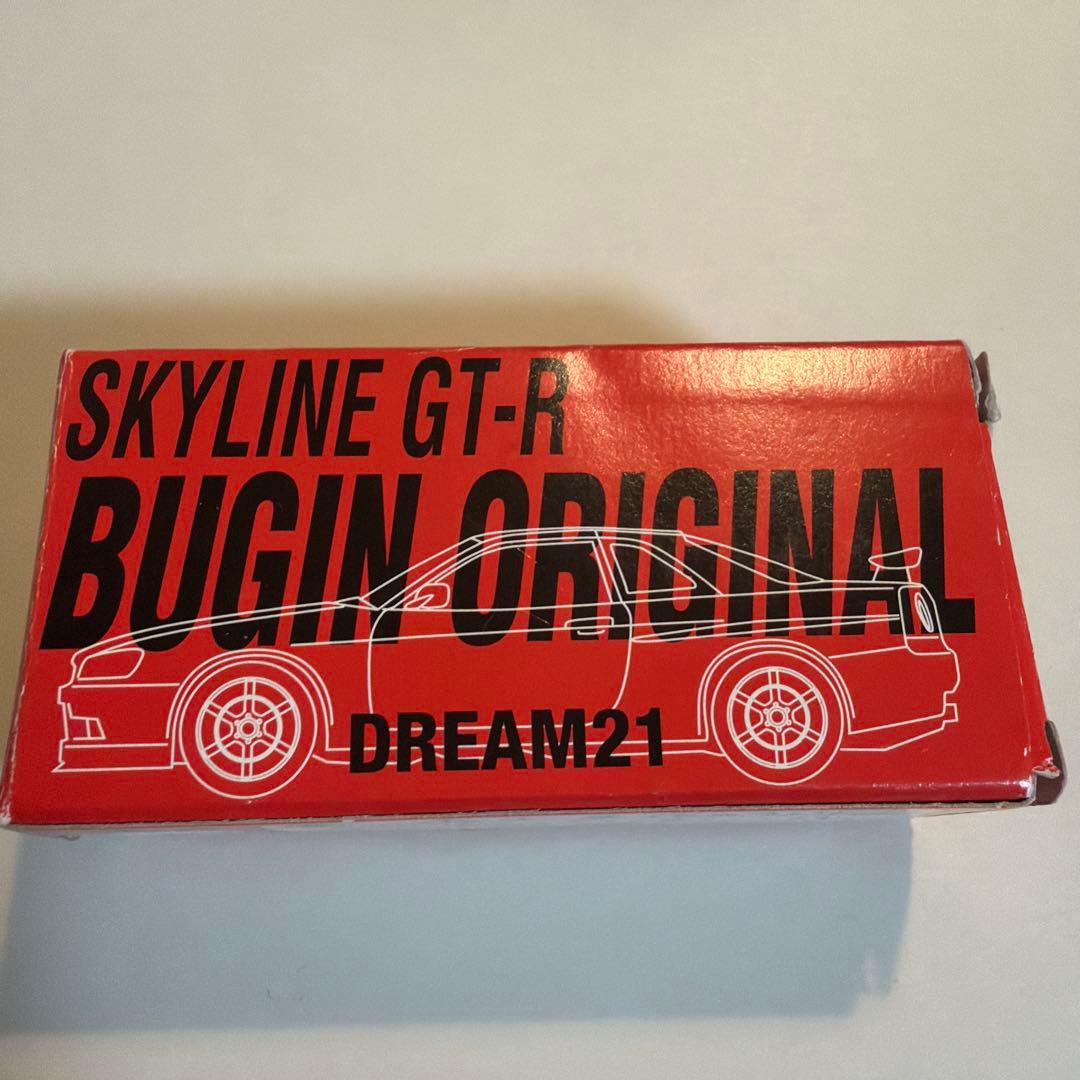 SKYLINE GT-R
BUGIN ORIGINAL
DREAM21